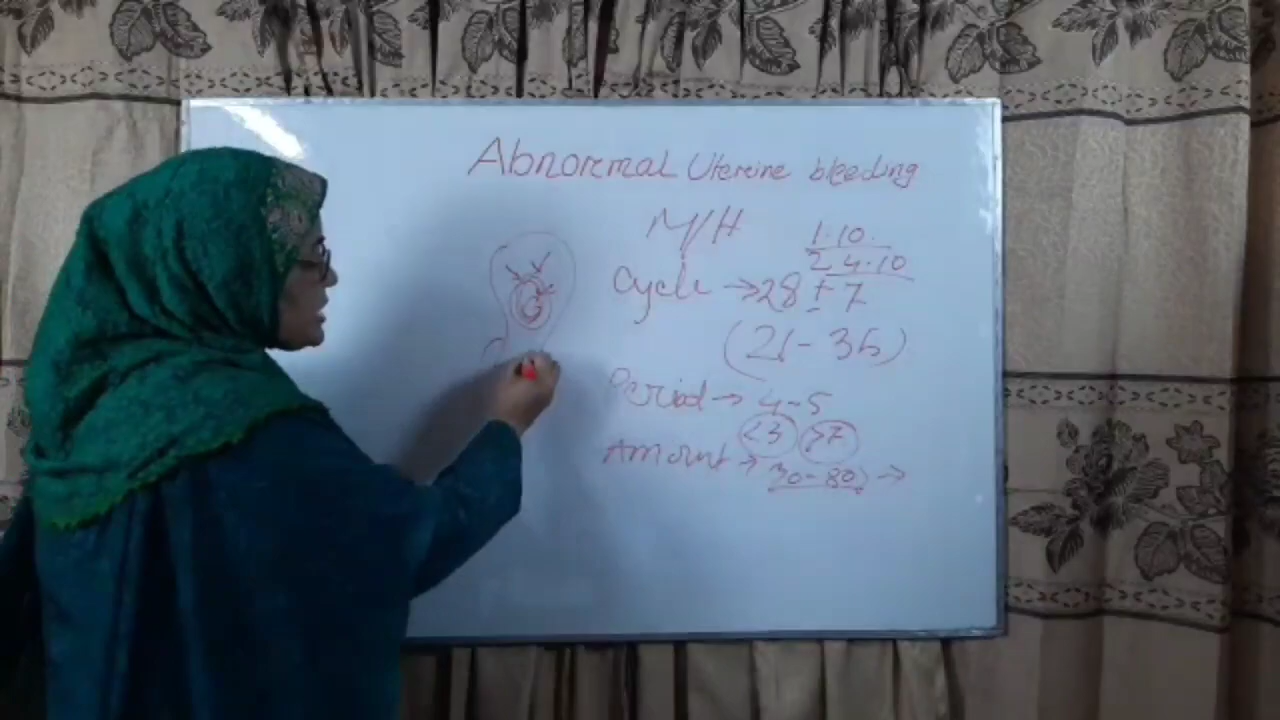 Abnormal Uterine bleeding
M/H
1.10.
2.4.10
Cycle → 28 ± 7
(21 - 35)
Period → 4-5
<3 >7
Amount → 30-80 →
G